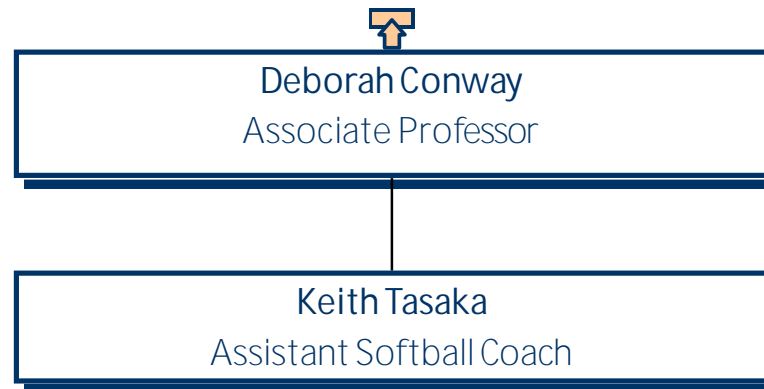 Deborah Conway
Associate Professor
Keith Tasaka
Assistant Softball Coach